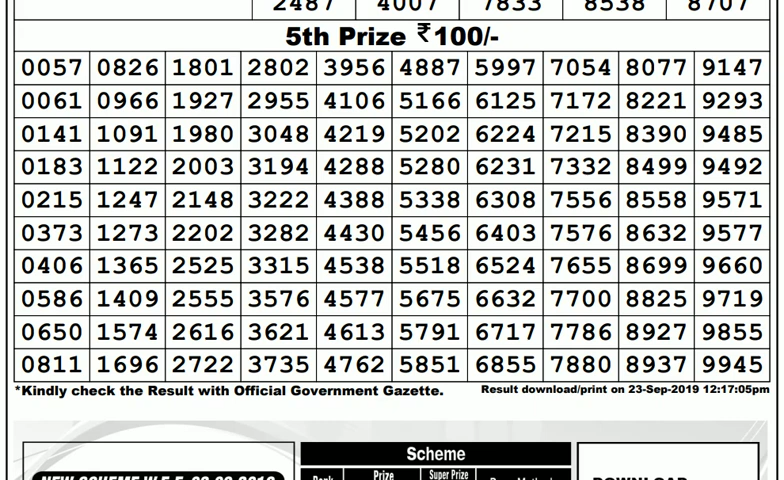 2487 4007 7833 8538 8707
5th Prize ₹100/-
0057 0826 1801 2802 3956 4887 5997 7054 8077 9147
0061 0966 1927 2955 4106 5166 6125 7172 8221 9293
0141 1091 1980 3048 4219 5202 6224 7215 8390 9485
0183 1122 2003 3194 4288 5280 6231 7332 8499 9492
0215 1247 2148 3222 4388 5338 6308 7556 8558 9571
0373 1273 2202 3282 4430 5456 6403 7576 8632 9577
0406 1365 2525 3315 4538 5518 6524 7655 8699 9660
0586 1409 2555 3576 4577 5675 6632 7700 8825 9719
0650 1574 2616 3621 4613 5791 6717 7786 8927 9855
0811 1696 2722 3735 4762 5851 6855 7880 8937 9945
*Kindly check the Result with Official Government Gazette. Result download/print on 23-Sep-2019 12:17:05pm
Scheme
Prize Super Prize
NEW SCHEME W.E.F. Rank DOWNLOAD